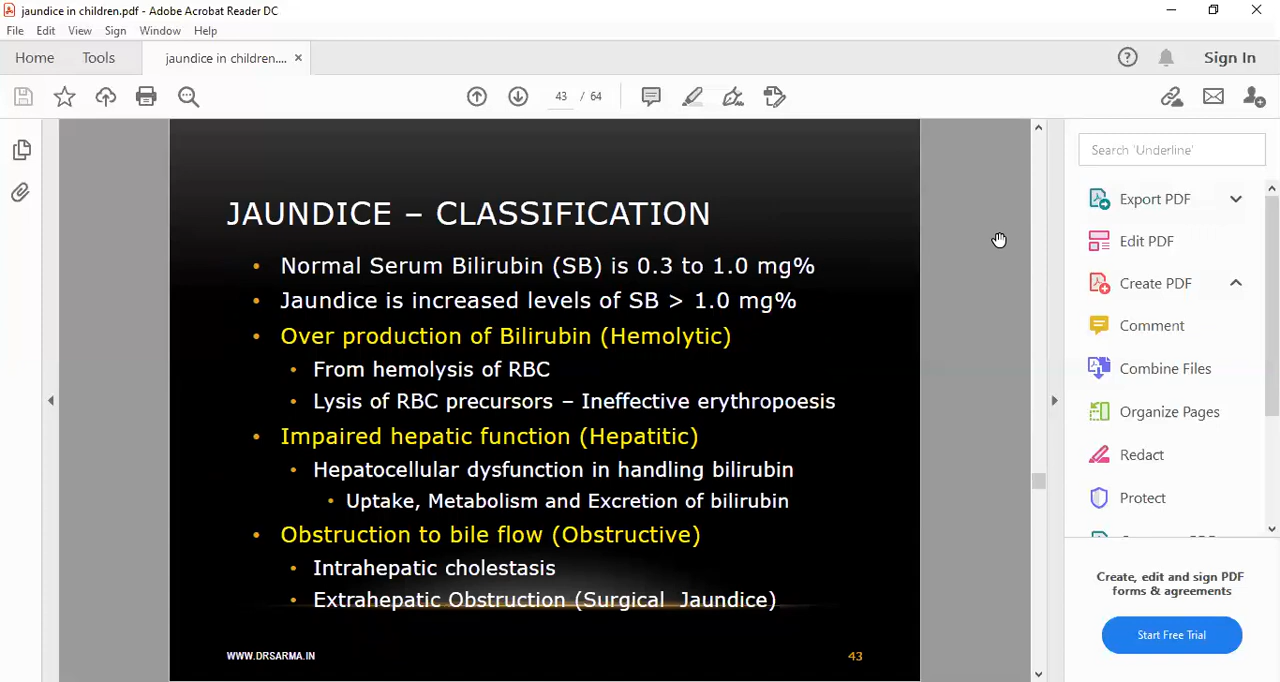 jaundice in children.pdf - Adobe Acrobat Reader DC
File Edit View Sign Window Help
Home Tools jaundice in children.... × Sign In
43 / 64
Search 'Underline'
JAUNDICE – CLASSIFICATION
• Normal Serum Bilirubin (SB) is 0.3 to 1.0 mg%
• Jaundice is increased levels of SB > 1.0 mg%
• Over production of Bilirubin (Hemolytic)
• From hemolysis of RBC
• Lysis of RBC precursors – Ineffective erythropoesis
• Impaired hepatic function (Hepatitic)
• Hepatocellular dysfunction in handling bilirubin
• Uptake, Metabolism and Excretion of bilirubin
• Obstruction to bile flow (Obstructive)
• Intrahepatic cholestasis
• Extrahepatic Obstruction (Surgical Jaundice)
WWW.DRSARMA.IN 43
Export PDF
Edit PDF
Create PDF
Comment
Combine Files
Organize Pages
Redact
Protect
Create, edit and sign PDF
forms & agreements
Start Free Trial